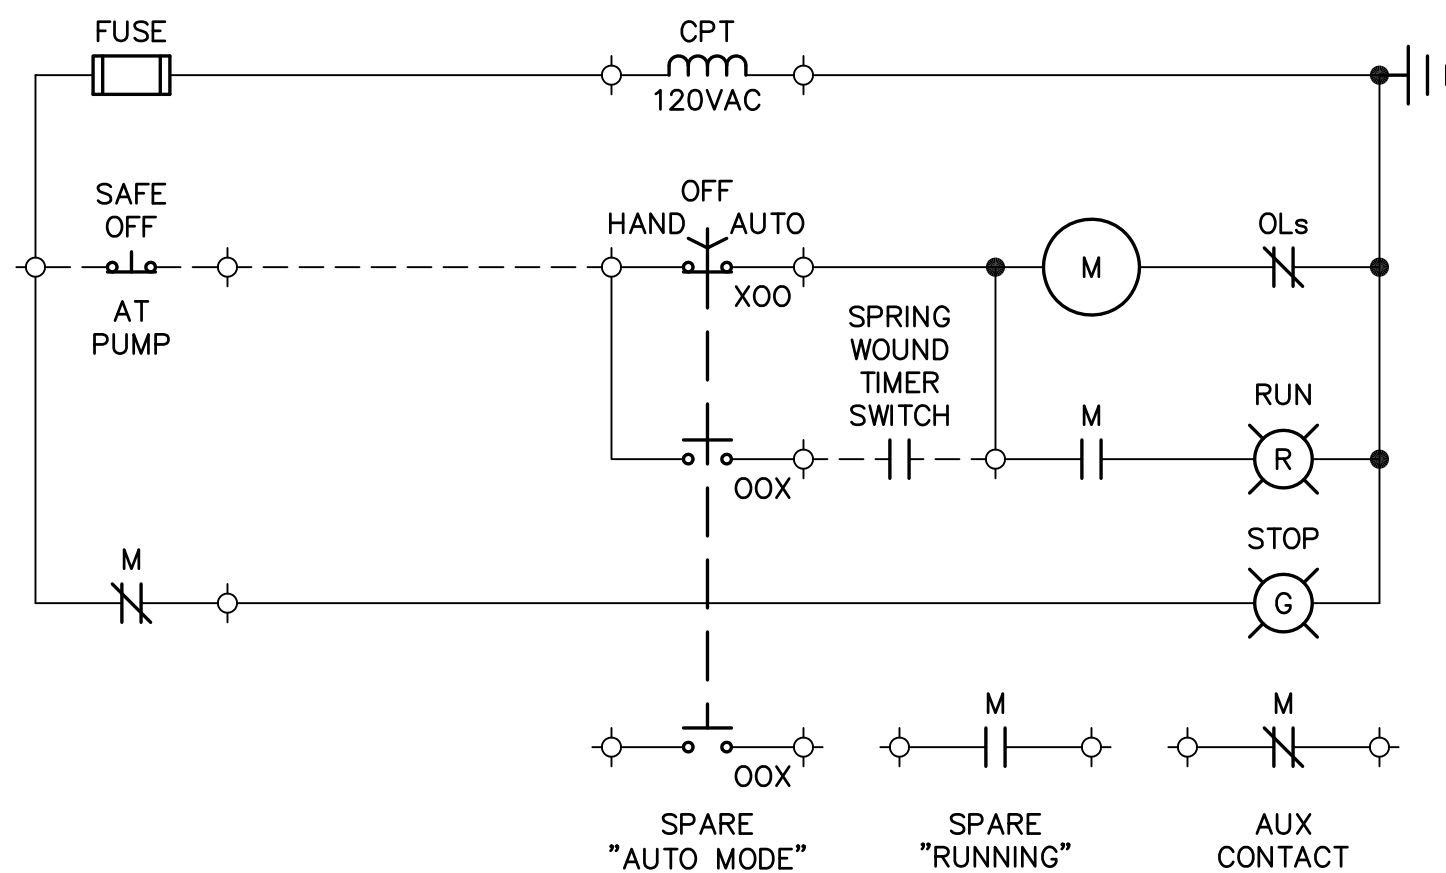 FUSE
CPT
120VAC
SAFE
OFF
AT
PUMP
OFF
HAND AUTO
XOO
M
OLs
SPRING
WOUND
TIMER
SWITCH
OOX
M
RUN
R
M
STOP
G
OOX
SPARE
"AUTO MODE"
M
SPARE
"RUNNING"
M
AUX
CONTACT